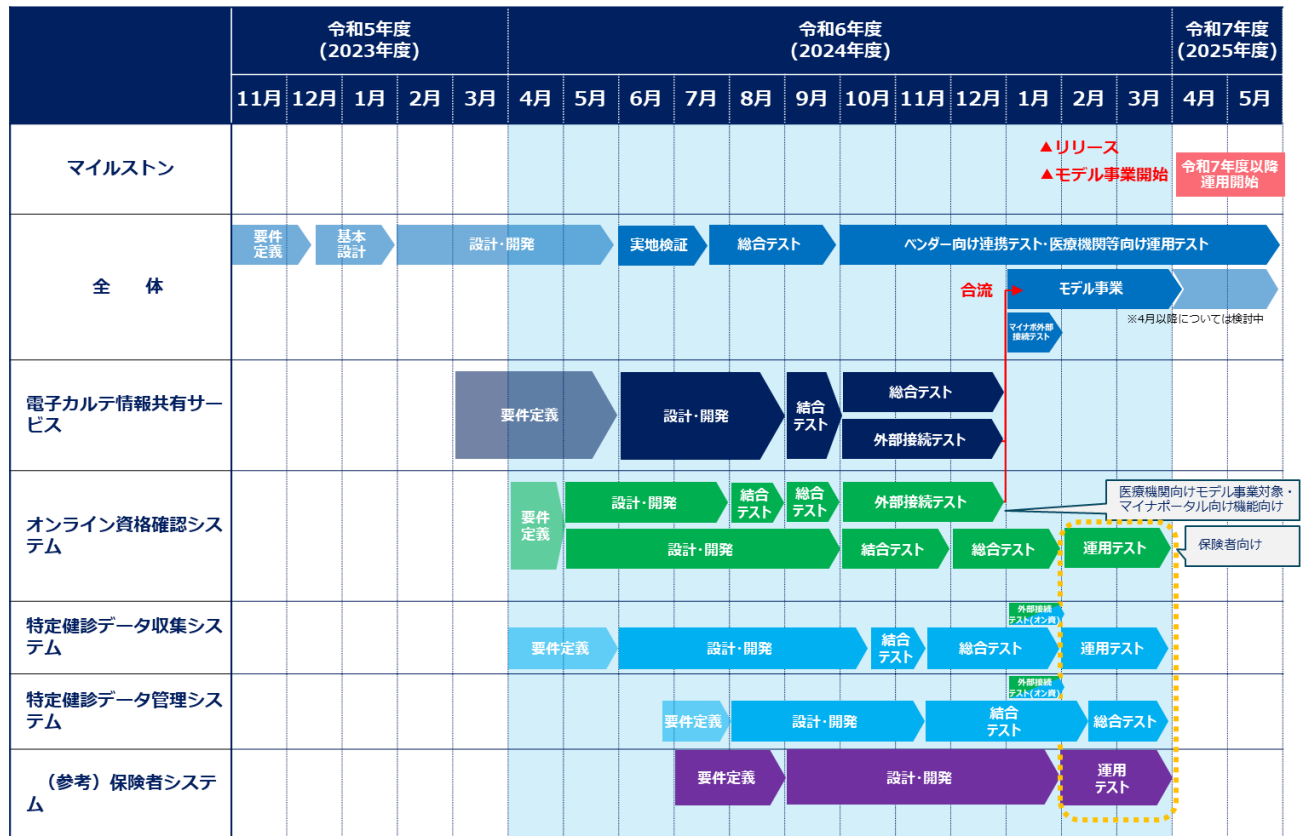 令和5年度
(2023年度)
令和6年度
(2024年度)
令和7年度
(2025年度)
11月 12月 1月 2月 3月 4月 5月 6月 7月 8月 9月 10月 11月 12月 1月 2月 3月 4月 5月
マイルストン
▲リリース
▲モデル事業開始
令和7年度以降
運用開始
全 体
要件
定義
基本
設計
設計・開発
実地検証
総合テスト
ベンダー向け連携テスト・医療機関等向け運用テスト
合流
モデル事業
※4月以降については検討中
マイナポ外部
接続テスト
電子カルテ情報共有サー
ビス
要件定義
設計・開発
結合
テスト
総合テスト
外部接続テスト
オンライン資格確認シス
テム
要件
定義
設計・開発
結合
テスト
総合
テスト
外部接続テスト
医療機関向けモデル事業対象・
マイナポータル向け機能向け
設計・開発
結合テスト
総合テスト
運用テスト
保険者向け
特定健診データ収集シス
テム
要件定義
設計・開発
結合
テスト
総合テスト
外部接続
テスト(オン資)
運用テスト
特定健診データ管理シス
テム
要件定義
設計・開発
結合
テスト
外部接続
テスト(オン資)
総合テスト
（参考）保険者システ
ム
要件定義
設計・開発
運用
テスト